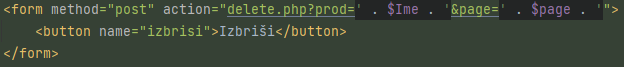 <form method="post" action="delete.php?prod=' . $Ime . '&page=' . $page . '">
<button name="izbrisi">Izbriši</button>
</form>